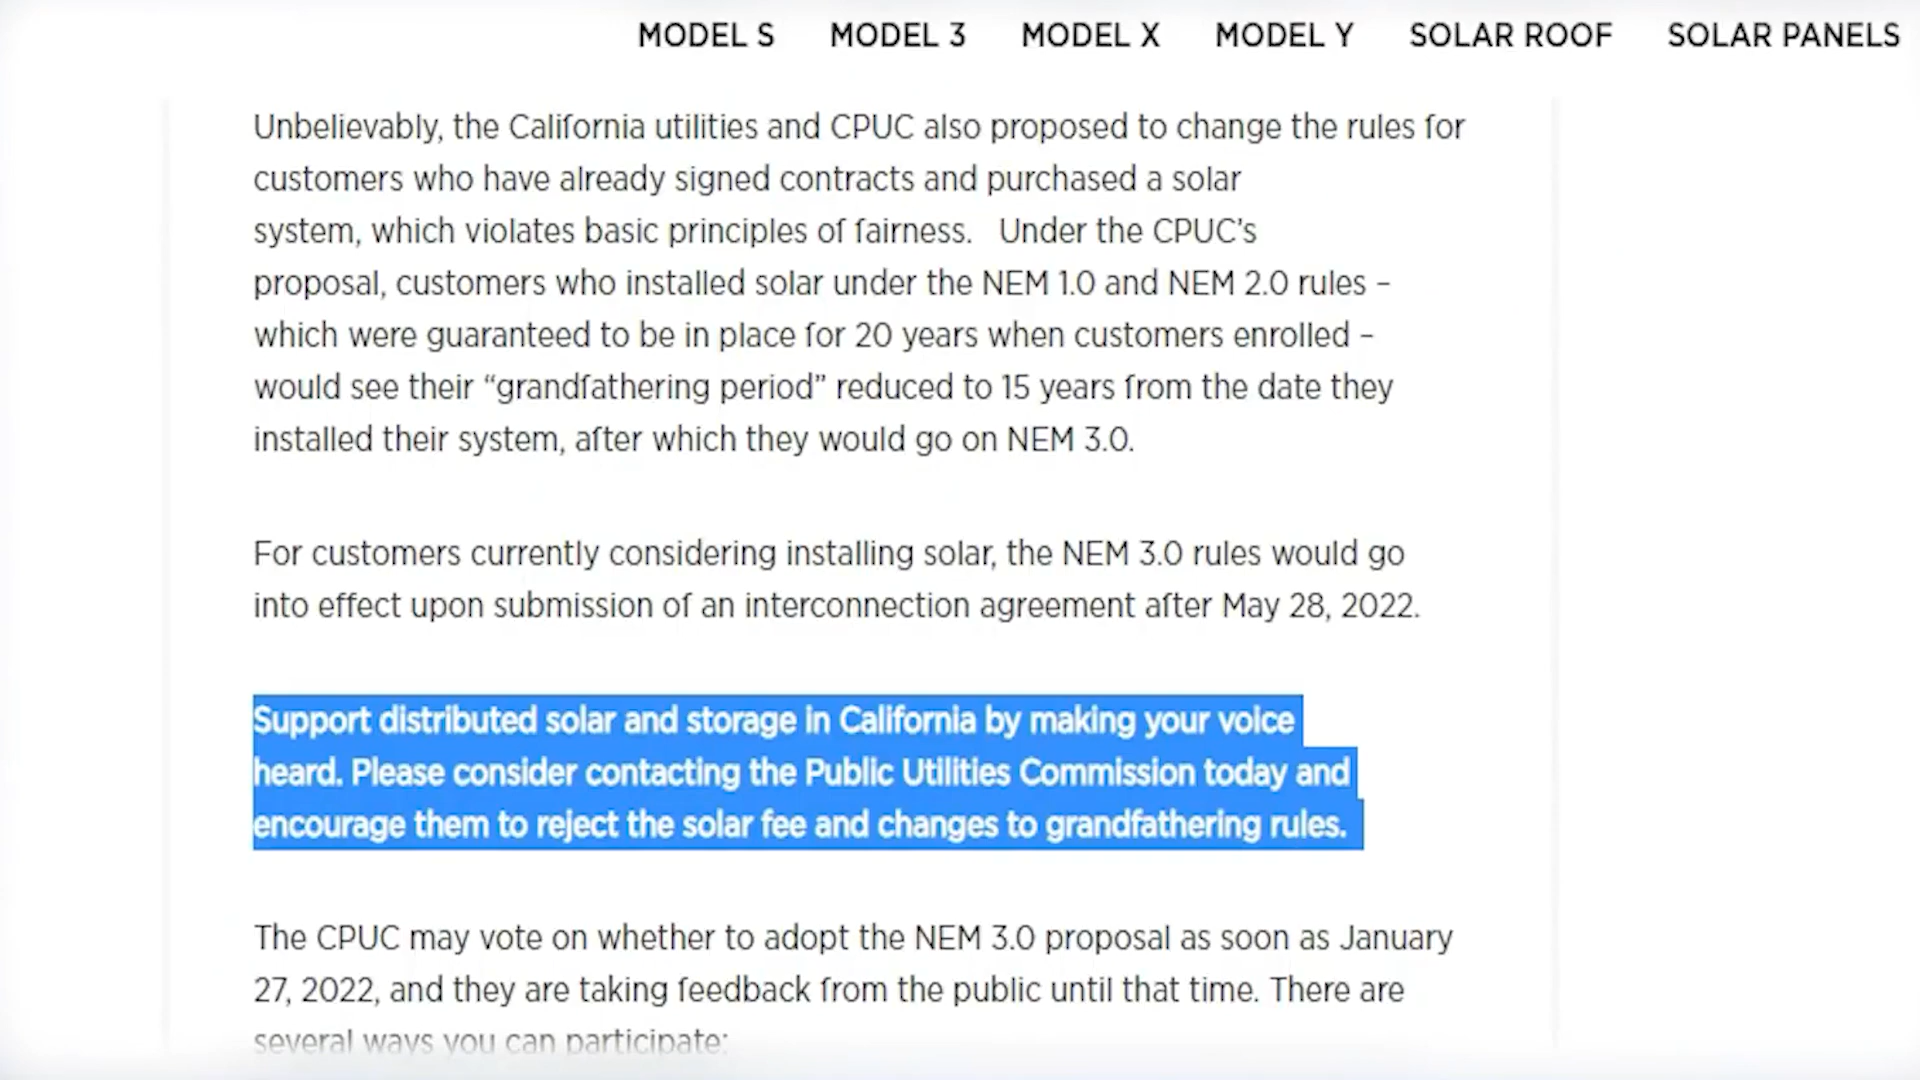 MODEL S MODEL 3 MODEL X MODEL Y SOLAR ROOF SOLAR PANELS
Unbelievably, the California utilities and CPUC also proposed to change the rules for
customers who have already signed contracts and purchased a solar
system, which violates basic principles of fairness. Under the CPUC’s
proposal, customers who installed solar under the NEM 1.0 and NEM 2.0 rules –
which were guaranteed to be in place for 20 years when customers enrolled –
would see their “grandfathering period” reduced to 15 years from the date they
installed their system, after which they would go on NEM 3.0.
For customers currently considering installing solar, the NEM 3.0 rules would go
into effect upon submission of an interconnection agreement after May 28, 2022.
Support distributed solar and storage in California by making your voice
heard. Please consider contacting the Public Utilities Commission today and
encourage them to reject the solar fee and changes to grandfathering rules.
The CPUC may vote on whether to adopt the NEM 3.0 proposal as soon as January
27, 2022, and they are taking feedback from the public until that time. There are
several ways you can participate: